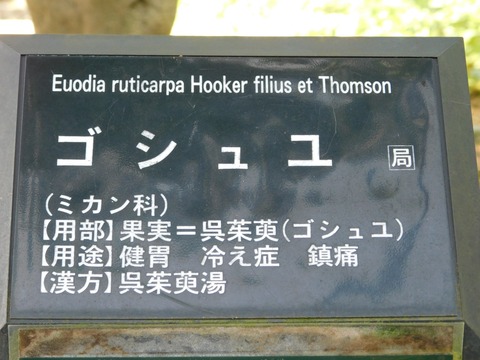 Euodia ruticarpa Hooker filius et Thomson
ゴシュユ 局
(ミカン科)
【用部】果実＝呉茱萸(ゴシュユ)
【用途】健胃　冷え症　鎮痛
【漢方】呉茱萸湯